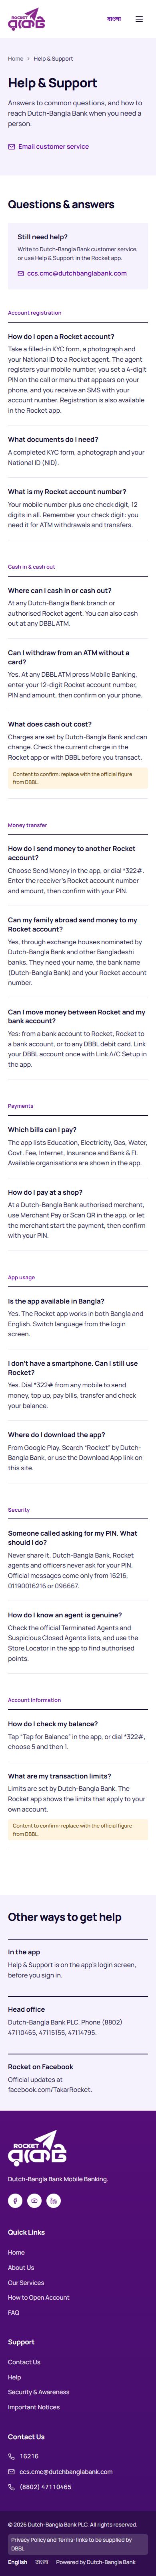 ROCKET
রকেট
বাংলা
Home > Help & Support
Help & Support
Answers to common questions, and how to
reach Dutch-Bangla Bank when you need a
person.
Email customer service
Questions & answers
Still need help?
Write to Dutch-Bangla Bank customer service,
or use Help & Support in the Rocket app.
ccs.cmc@dutchbanglabank.com
Account registration
How do I open a Rocket account?
Take a filled-in KYC form, a photograph and
your National ID to a Rocket agent. The agent
registers your mobile number, you set a 4-digit
PIN on the call or menu that appears on your
phone, and you receive an SMS with your
account number. Registration is also available
in the Rocket app.
What documents do I need?
A completed KYC form, a photograph and your
National ID (NID).
What is my Rocket account number?
Your mobile number plus one check digit, 12
digits in all. Remember your check digit: you
need it for ATM withdrawals and transfers.
Cash in & cash out
Where can I cash in or cash out?
At any Dutch-Bangla Bank branch or
authorised Rocket agent. You can also cash
out at any DBBL ATM.
Can I withdraw from an ATM without a
card?
Yes. At any DBBL ATM press Mobile Banking,
enter your 12-digit Rocket account number,
PIN and amount, then confirm on your phone.
What does cash out cost?
Charges are set by Dutch-Bangla Bank and can
change. Check the current charge in the
Rocket app or with DBBL before you transact.
Content to confirm: replace with the official figure
from DBBL.
Money transfer
How do I send money to another Rocket
account?
Choose Send Money in the app, or dial *322#.
Enter the receiver's Rocket account number
and amount, then confirm with your PIN.
Can my family abroad send money to my
Rocket account?
Yes, through exchange houses nominated by
Dutch-Bangla Bank and other Bangladeshi
banks. They need your name, the bank name
(Dutch-Bangla Bank) and your Rocket account
number.
Can I move money between Rocket and my
bank account?
Yes: from a bank account to Rocket, Rocket to
a bank account, or to any DBBL debit card. Link
your DBBL account once with Link A/C Setup in
the app.
Payments
Which bills can I pay?
The app lists Education, Electricity, Gas, Water,
Govt. Fee, Internet, Insurance and Bank & FI.
Available organisations are shown in the app.
How do I pay at a shop?
At a Dutch-Bangla Bank authorised merchant,
use Merchant Pay or Scan QR in the app, or let
the merchant start the payment, then confirm
with your PIN.
App usage
Is the app available in Bangla?
Yes. The Rocket app works in both Bangla and
English. Switch language from the login
screen.
I don't have a smartphone. Can I still use
Rocket?
Yes. Dial *322# from any mobile to send
money, top up, pay bills, transfer and check
your balance.
Where do I download the app?
From Google Play. Search "Rocket" by Dutch-
Bangla Bank, or use the Download App link on
this site.
Security
Someone called asking for my PIN. What
should I do?
Never share it. Dutch-Bangla Bank, Rocket
agents and officers never ask for your PIN.
Official messages come only from 16216,
01190016216 or 096667.
How do I know an agent is genuine?
Check the official Terminated Agents and
Suspicious Closed Agents lists, and use the
Store Locator in the app to find authorised
points.
Account information
How do I check my balance?
Tap "Tap for Balance" in the app, or dial *322#,
choose 5 and then 1.
What are my transaction limits?
Limits are set by Dutch-Bangla Bank. The
Rocket app shows the limits that apply to your
own account.
Content to confirm: replace with the official figure
from DBBL.
Other ways to get help
In the app
Help & Support is on the app's login screen,
before you sign in.
Head office
Dutch-Bangla Bank PLC. Phone (8802)
47110465, 47115155, 47114795.
Rocket on Facebook
Official updates at
facebook.com/TakarRocket.
ROCKET
রকেট
Dutch-Bangla Bank Mobile Banking.
Quick Links
Home
About Us
Our Services
How to Open Account
FAQ
Support
Contact Us
Help
Security & Awareness
Important Notices
Contact Us
16216
ccs.cmc@dutchbanglabank.com
(8802) 47110465
© 2026 Dutch-Bangla Bank PLC. All rights reserved.
Privacy Policy and Terms: links to be supplied by
DBBL
English বাংলা Powered by Dutch-Bangla Bank